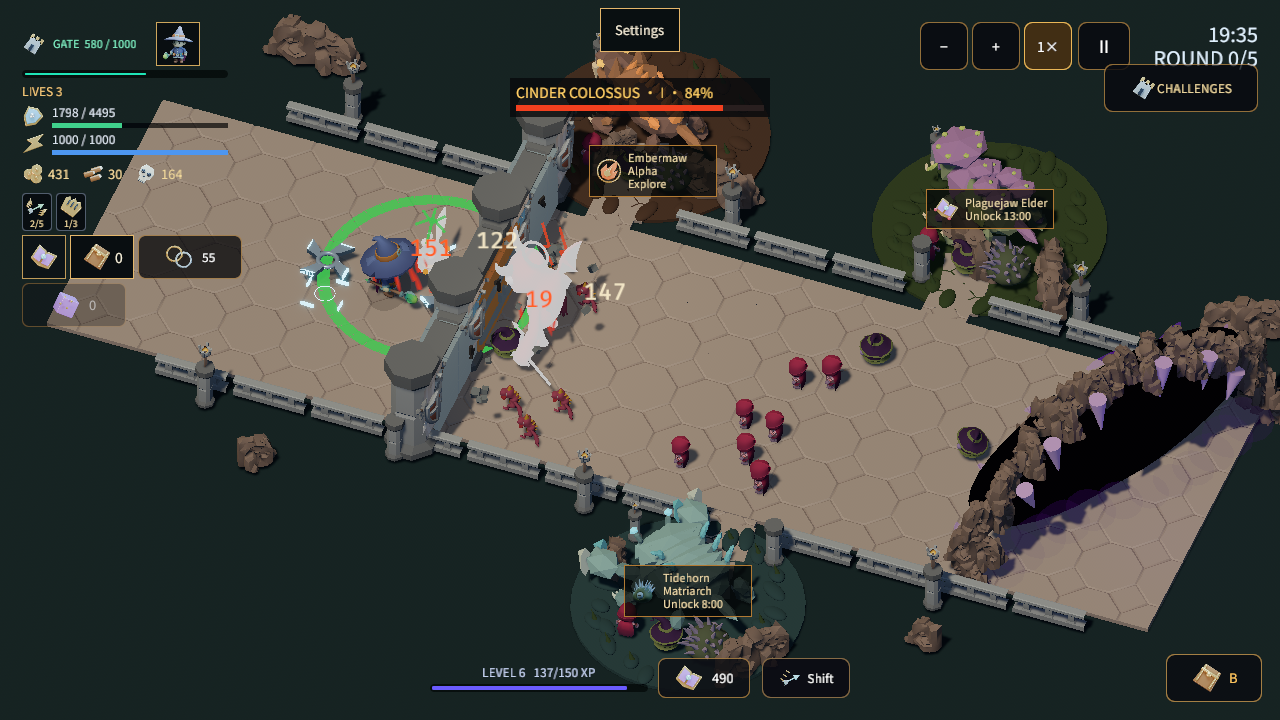 Settings
GATE 580 / 1000
19:35
ROUND 0/5
CHALLENGES
− + 1× II
CINDER COLOSSUS • I • 84%
LIVES 3
1798 / 4495
1000 / 1000
431 30 164
2/5 1/3
0 55
0
Embermaw
Alpha
Explore
Plaguejaw Elder
Unlock 13:00
151
122
19
147
Tidehorn
Matriarch
Unlock 8:00
LEVEL 6 137/150 XP
490
Shift
B